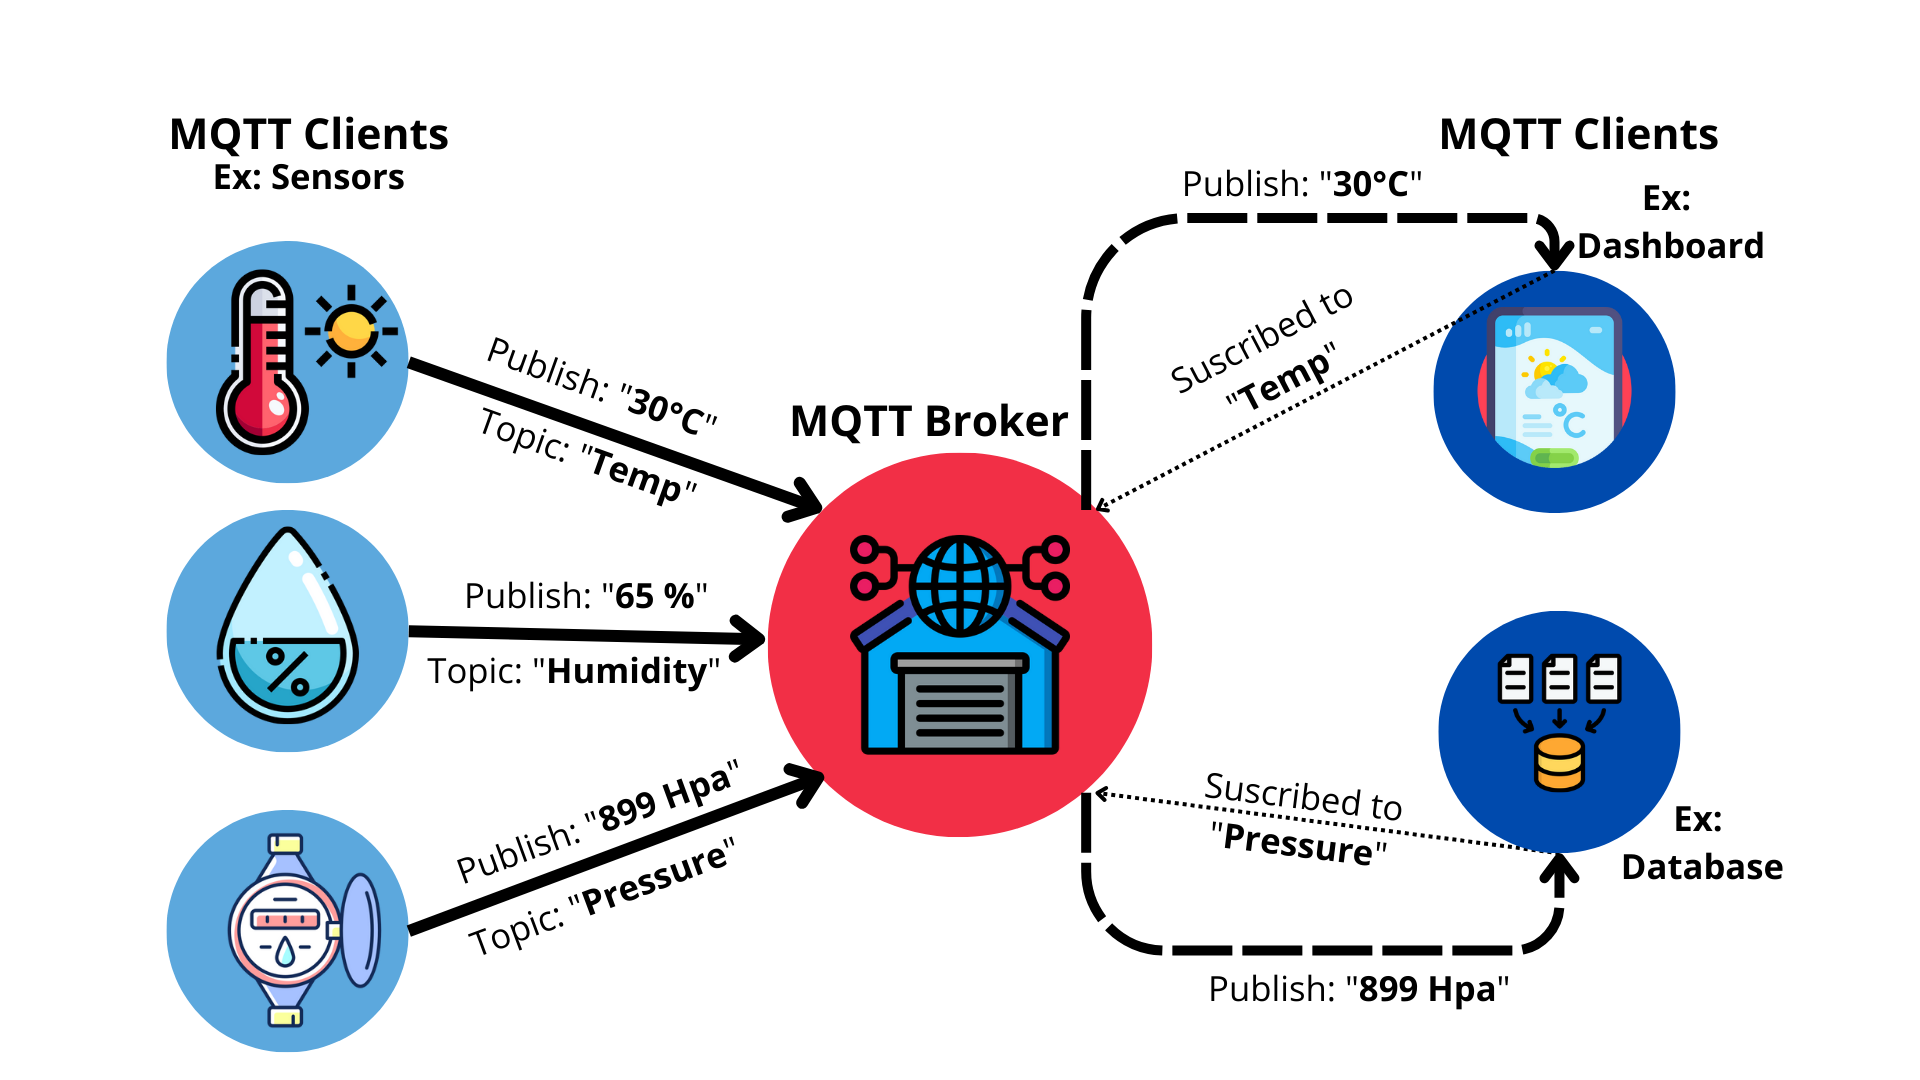 MQTT Clients
Ex: Sensors
Publish: "30°C"
Topic: "Temp"
Publish: "65 %"
Topic: "Humidity"
Publish: "899 Hpa"
Topic: "Pressure"
MQTT Broker
MQTT Clients
Publish: "30°C"
Ex:
Dashboard
Suscribed to
"Temp"
°C
Suscribed to
"Pressure"
Ex:
Database
Publish: "899 Hpa"